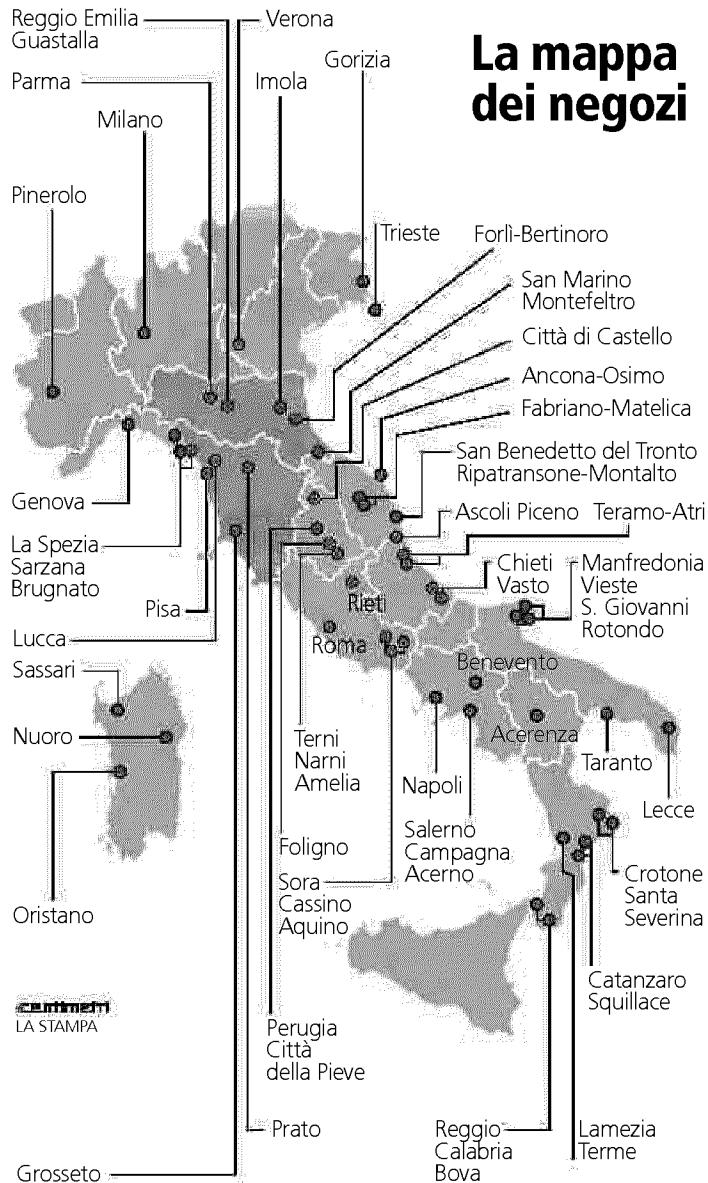 La mappa
dei negozi
Reggio Emilia
Guastalla
Verona
Gorizia
Parma
Imola
Milano
Pinerolo
Trieste
Forlì-Bertinoro
San Marino
Montefeltro
Città di Castello
Ancona-Osimo
Fabriano-Matelica
San Benedetto del Tronto
Ripatransone-Montalto
Ascoli Piceno
Teramo-Atri
Genova
La Spezia
Sarzana
Brugnato
Chieti
Vasto
Manfredonia
Vieste
S. Giovanni
Rotondo
Pisa
Rieti
Lucca
Roma
Sassari
Benevento
Nuoro
Acerenza
Terni
Narni
Amelia
Napoli
Taranto
Lecce
Salerno
Campagna
Acerno
Foligno
Sora
Cassino
Aquino
Crotone
Santa
Severina
Oristano
Catanzaro
Squillace
centimetri
LA STAMPA
Perugia
Città
della Pieve
Prato
Reggio
Calabria
Bova
Lamezia
Terme
Grosseto